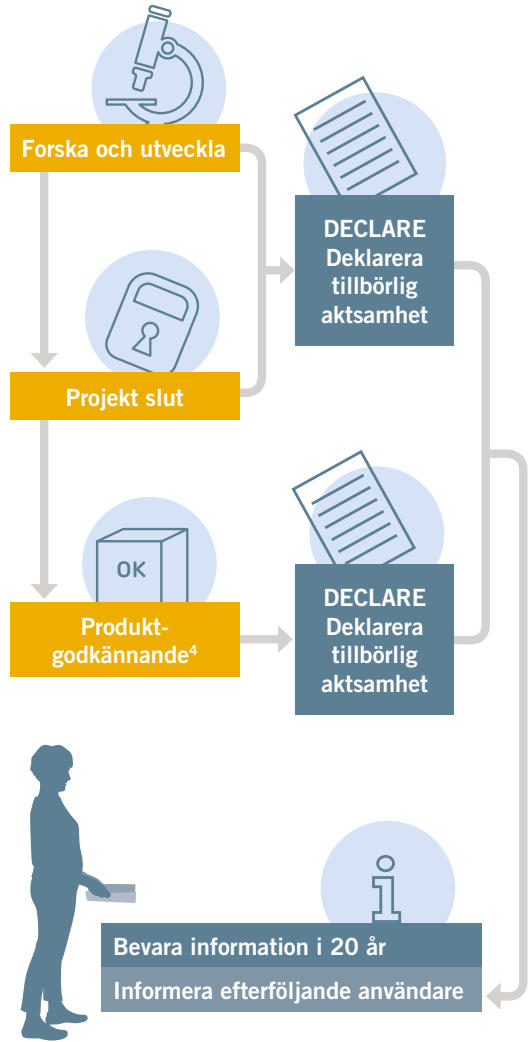 Forska och utveckla
DECLARE
Deklarera
tillbörlig
aktsamhet
Projekt slut
OK
Produkt-
godkännande⁴
DECLARE
Deklarera
tillbörlig
aktsamhet
Bevara information i 20 år
Informera efterföljande användare